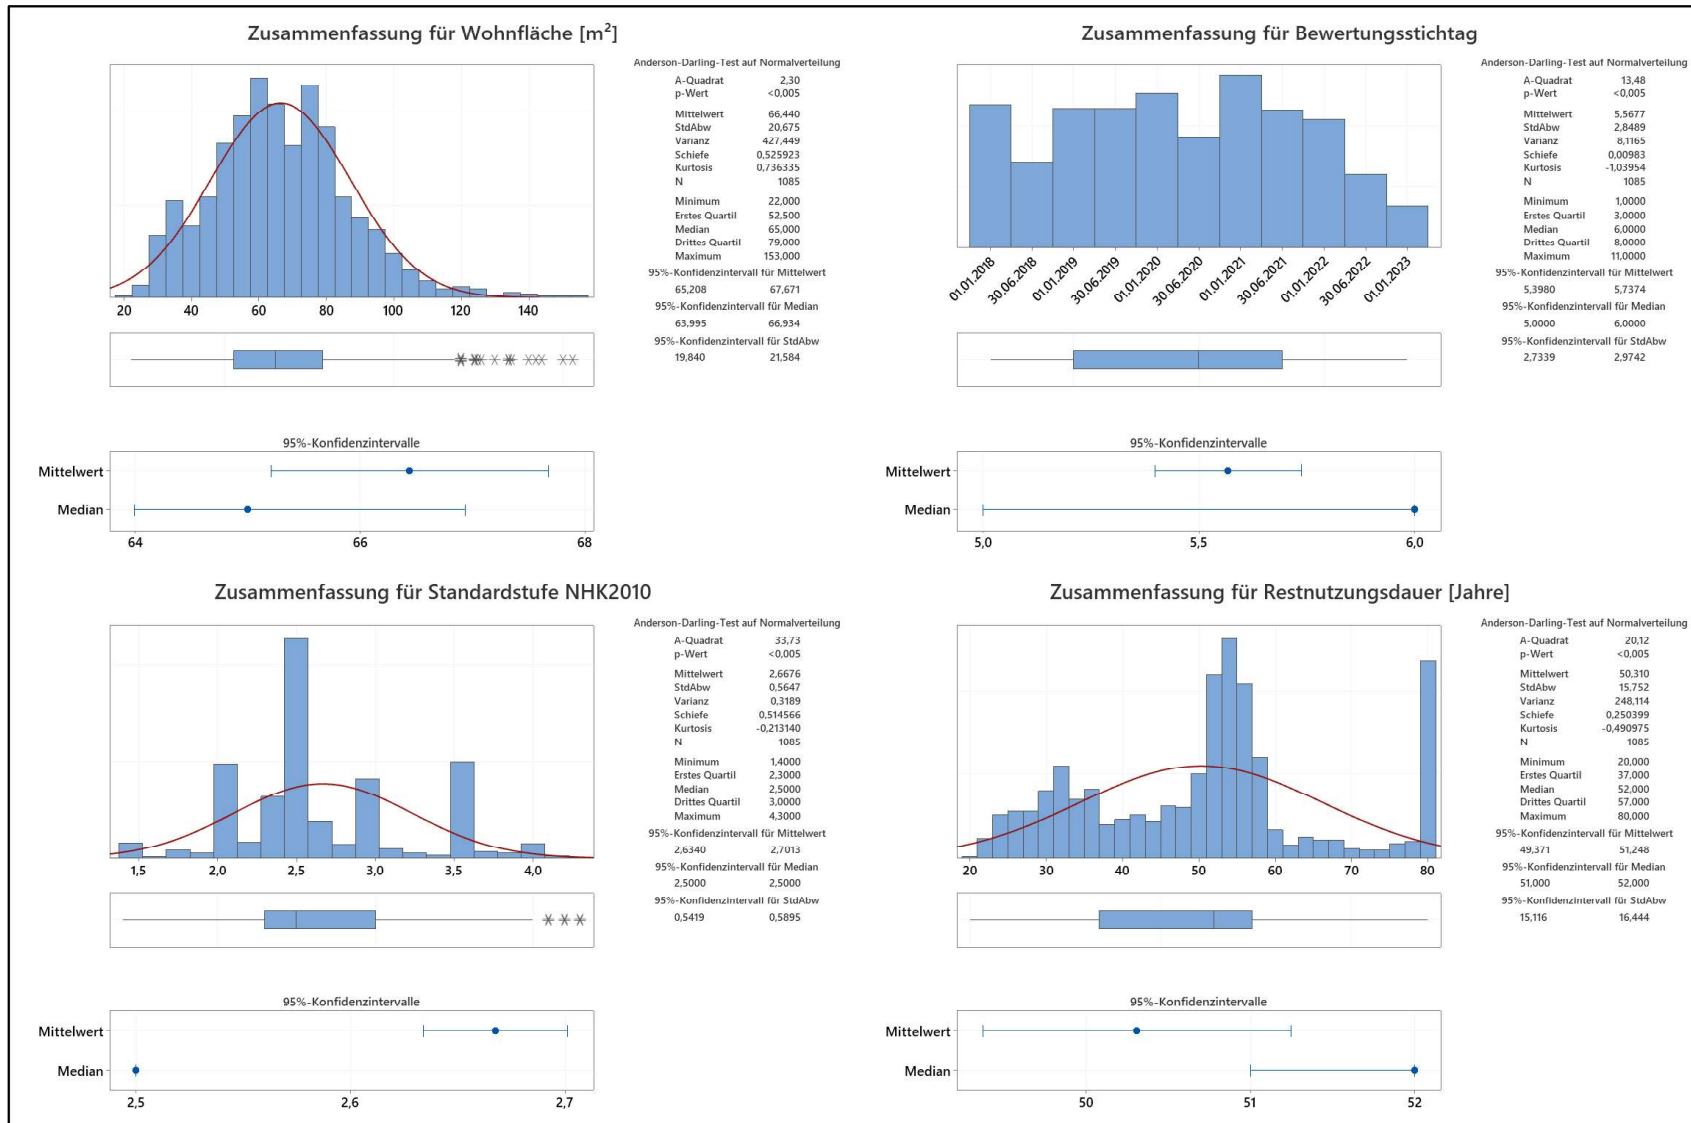 Zusammenfassung für Wohnfläche [m²]
Anderson-Darling-Test auf Normalverteilung
A-Quadrat 2,30
p-Wert <0,005
Mittelwert 66,440
StdAbw 20,675
Varianz 427,449
Schiefe 0,525923
Kurtosis 0,736335
N 1085
Minimum 22,000
Erstes Quartil 52,500
Median 65,000
Drittes Quartil 79,000
Maximum 153,000
95%-Konfidenzintervall für Mittelwert
65,208 67,671
95%-Konfidenzintervall für Median
63,995 66,934
95%-Konfidenzintervall für StdAbw
19,840 21,584
20 40 60 80 100 120 140
95%-Konfidenzintervalle
Mittelwert
Median
64 66 68
Zusammenfassung für Bewertungsstichtag
Anderson-Darling-Test auf Normalverteilung
A-Quadrat 13,48
p-Wert <0,005
Mittelwert 5,5677
StdAbw 2,8489
Varianz 8,1165
Schiefe 0,00983
Kurtosis -1,03954
N 1085
Minimum 1,0000
Erstes Quartil 3,0000
Median 6,0000
Drittes Quartil 8,0000
Maximum 11,0000
95%-Konfidenzintervall für Mittelwert
5,3980 5,7374
95%-Konfidenzintervall für Median
5,0000 6,0000
95%-Konfidenzintervall für StdAbw
2,7339 2,9742
01.01.2018 30.06.2018 01.01.2019 30.06.2019 01.01.2020 30.06.2020 01.01.2021 30.06.2021 01.01.2022 30.06.2022 01.01.2023
95%-Konfidenzintervalle
Mittelwert
Median
5,0 5,5 6,0
Zusammenfassung für Standardstufe NHK2010
Anderson-Darling-Test auf Normalverteilung
A-Quadrat 33,73
p-Wert <0,005
Mittelwert 2,6676
StdAbw 0,5647
Varianz 0,3189
Schiefe 0,514566
Kurtosis -0,213140
N 1085
Minimum 1,4000
Erstes Quartil 2,3000
Median 2,5000
Drittes Quartil 3,0000
Maximum 4,3000
95%-Konfidenzintervall für Mittelwert
2,6340 2,7013
95%-Konfidenzintervall für Median
2,5000 2,5000
95%-Konfidenzintervall für StdAbw
0,5419 0,5895
1,5 2,0 2,5 3,0 3,5 4,0
95%-Konfidenzintervalle
Mittelwert
Median
2,5 2,6 2,7
Zusammenfassung für Restnutzungsdauer [Jahre]
Anderson-Darling-Test auf Normalverteilung
A-Quadrat 20,12
p-Wert <0,005
Mittelwert 50,310
StdAbw 15,752
Varianz 248,114
Schiefe 0,250399
Kurtosis -0,490975
N 1085
Minimum 20,000
Erstes Quartil 37,000
Median 52,000
Drittes Quartil 57,000
Maximum 80,000
95%-Konfidenzintervall für Mittelwert
49,371 51,248
95%-Konfidenzintervall für Median
51,000 52,000
95%-Konfidenzintervall für StdAbw
15,116 16,444
20 30 40 50 60 70 80
95%-Konfidenzintervalle
Mittelwert
Median
50 51 52